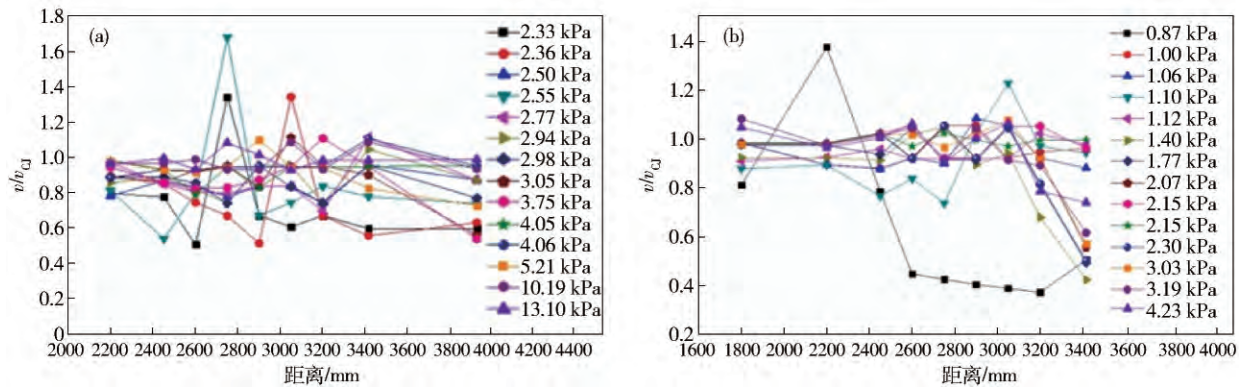 (a)
v/v_CJ
1.8
1.6
1.4
1.2
1.0
0.8
0.6
0.4
0.2
0
2000 2200 2400 2600 2800 3000 3200 3400 3600 3800 4000 4200 4400
距离/mm
2.33 kPa
2.36 kPa
2.50 kPa
2.55 kPa
2.77 kPa
2.94 kPa
2.98 kPa
3.05 kPa
3.75 kPa
4.05 kPa
4.06 kPa
5.21 kPa
10.19 kPa
13.10 kPa
(b)
v/v_CJ
1.4
1.2
1.0
0.8
0.6
0.4
0.2
1600 1800 2000 2200 2400 2600 2800 3000 3200 3400 3600 3800 4000
距离/mm
0.87 kPa
1.00 kPa
1.06 kPa
1.10 kPa
1.12 kPa
1.40 kPa
1.77 kPa
2.07 kPa
2.15 kPa
2.15 kPa
2.30 kPa
3.03 kPa
3.19 kPa
4.23 kPa